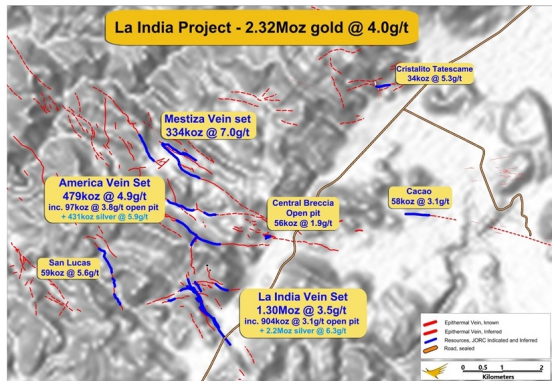 La India Project - 2.32Moz gold @ 4.0g/t
Cristalito Tatescame
34koz @ 5.3g/t
Mestiza Vein set
334koz @ 7.0g/t
America Vein Set
479koz @ 4.9g/t
inc. 97koz @ 3.8g/t open pit
+ 431koz silver @ 5.9g/t
Central Breccia
Open pit
56koz @ 1.9g/t
Cacao
58koz @ 3.1g/t
San Lucas
59koz @ 5.6g/t
La India Vein Set
1.30Moz @ 3.5g/t
inc. 904koz @ 3.1g/t open pit
+ 2.2Moz silver @ 6.3g/t
Epithermal Vein, known
Epithermal Vein, Inferred
Resources, JORC Indicated and Inferred
Road, sealed
0 0.5 1 2
Kilometers